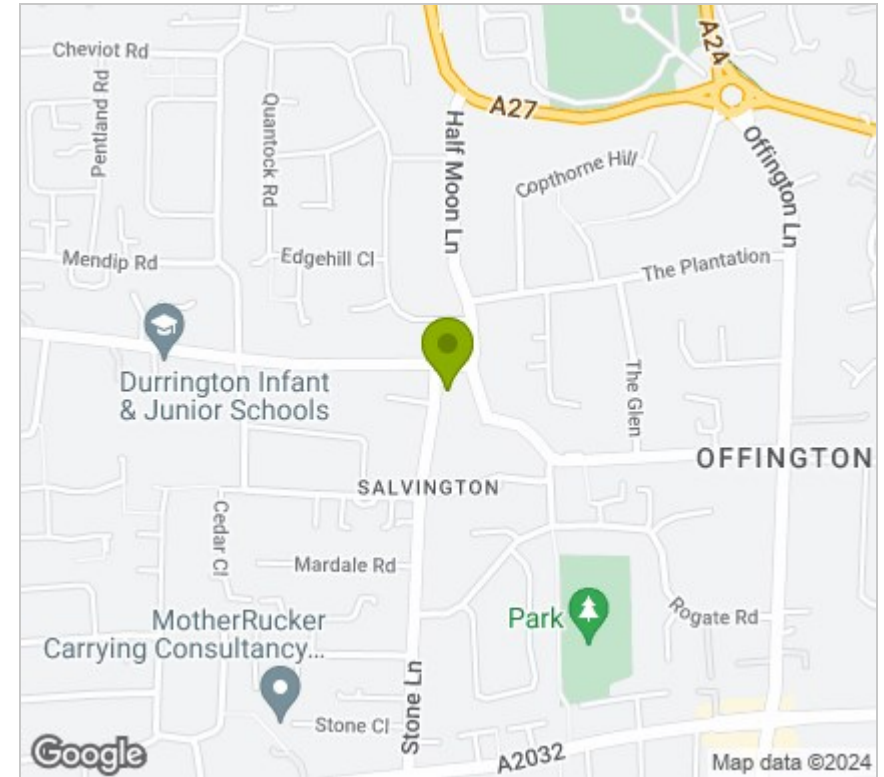 Cheviot Rd
Pentland Rd
Quantock Rd
A27
A24
Half Moon Ln
Copthorne Hill
Offington Ln
Mendip Rd
Edgehill Cl
The Plantation
Durrington Infant
& Junior Schools
The Glen
OFFINGTON
SALVINGTON
Cedar Cl
Mardale Rd
MotherRucker
Carrying Consultancy...
Park
Rogate Rd
Stone Ln
Stone Cl
A2032
Google
Map data ©2024